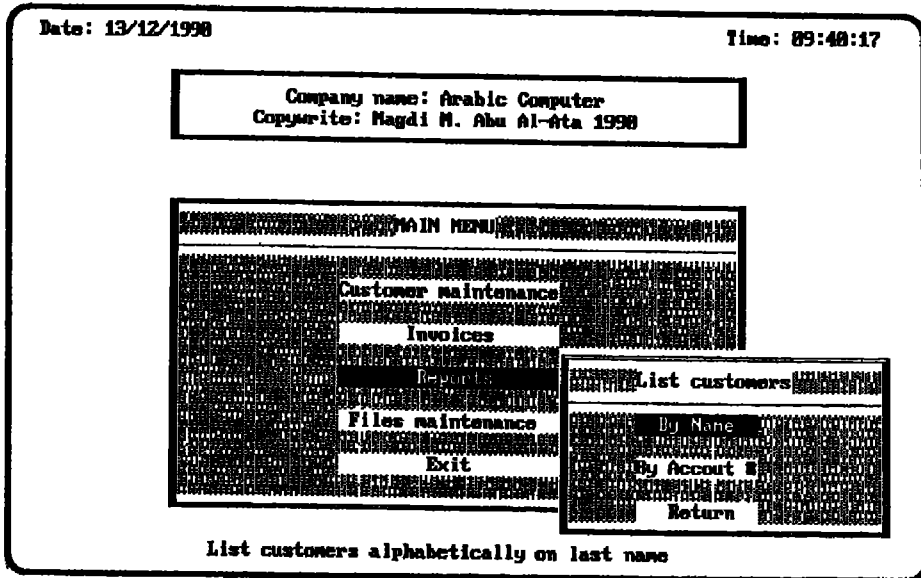 Date: 13/12/1990
Time: 09:40:17
Company name: Arabic Computer
Copywrite: Magdi M. Abu Al-Ata 1990
MAIN MENU
Customer maintenance
Invoices
Reports
Files maintenance
Exit
List customers
By Name
By Accout #
Return
List customers alphabetically on last name